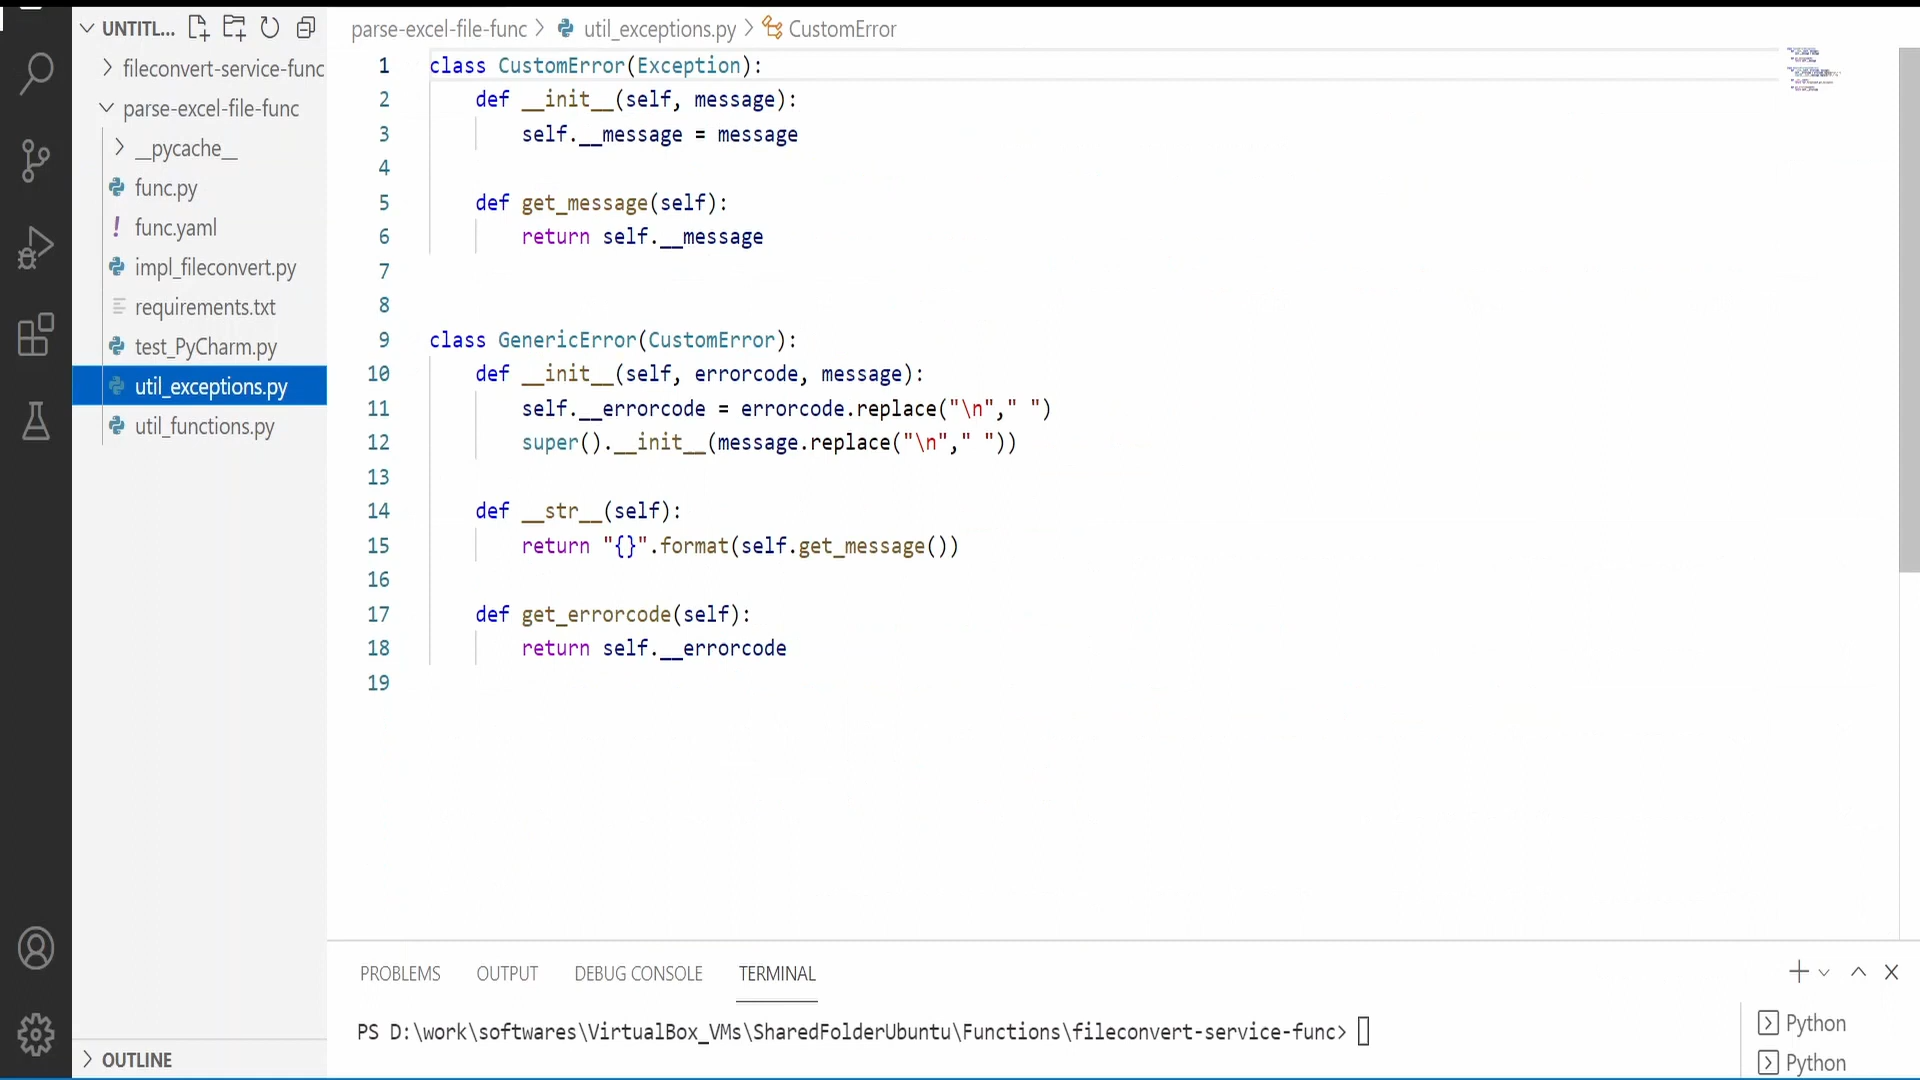 UNTITL...
fileconvert-service-func
parse-excel-file-func
__pycache__
func.py
! func.yaml
impl_fileconvert.py
requirements.txt
test_PyCharm.py
util_exceptions.py
util_functions.py
OUTLINE
parse-excel-file-func > util_exceptions.py > CustomError
1 class CustomError(Exception):
2     def __init__(self, message):
3         self.__message = message
4
5     def get_message(self):
6         return self.__message
7
8
9 class GenericError(CustomError):
10     def __init__(self, errorcode, message):
11         self.__errorcode = errorcode.replace("\n"," ")
12         super().__init__(message.replace("\n"," "))
13
14     def __str__(self):
15         return "{}".format(self.get_message())
16
17     def get_errorcode(self):
18         return self.__errorcode
19
PROBLEMS OUTPUT DEBUG CONSOLE TERMINAL
PS D:\work\softwares\VirtualBox_VMs\SharedFolderUbuntu\Functions\fileconvert-service-func>
Python
Python